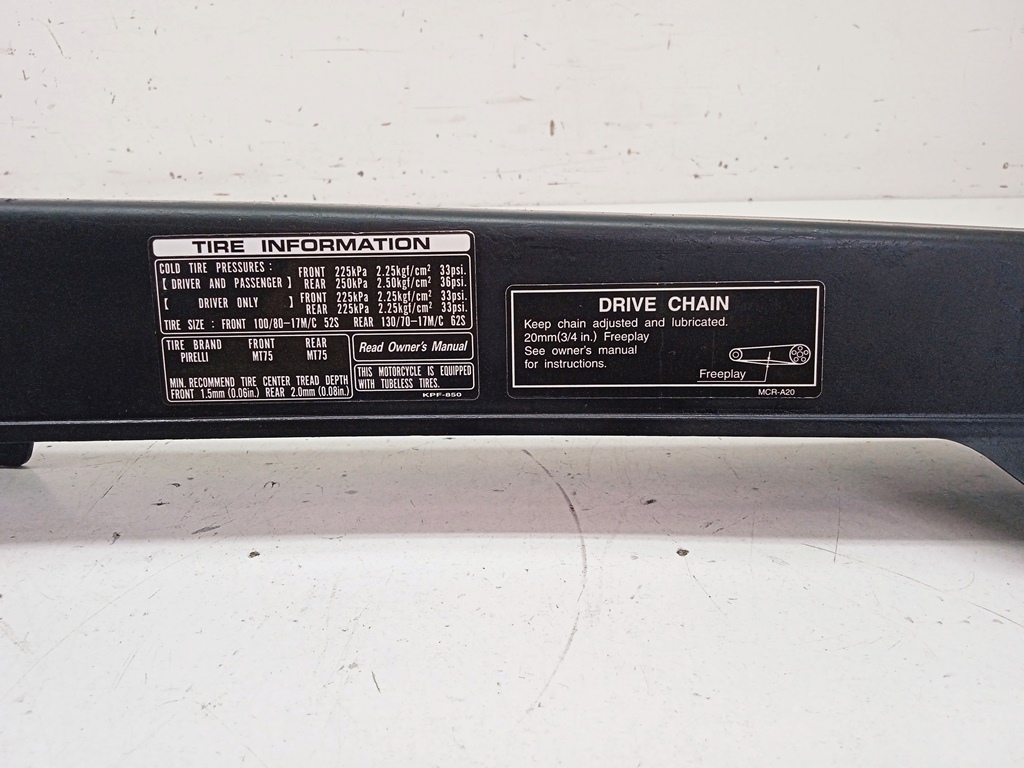 TIRE INFORMATION
COLD TIRE PRESSURES :
[ DRIVER AND PASSENGER ] FRONT 225kPa 2.25kgf/cm² 33psi.
REAR 250kPa 2.50kgf/cm² 36psi.
[ DRIVER ONLY ] FRONT 225kPa 2.25kgf/cm² 33psi.
REAR 225kPa 2.25kgf/cm² 33psi.
TIRE SIZE : FRONT 100/80-17M/C 52S REAR 130/70-17M/C 62S
TIRE BRAND FRONT REAR
PIRELLI MT75 MT75
MIN. RECOMMEND TIRE CENTER TREAD DEPTH
FRONT 1.5mm (0.06in.) REAR 2.0mm (0.08in.)
Read Owner's Manual
THIS MOTORCYCLE IS EQUIPPED
WITH TUBELESS TIRES.
KPF-850
DRIVE CHAIN
Keep chain adjusted and lubricated.
20mm(3/4 in.) Freeplay
See owner's manual
for instructions.
Freeplay
MCR-A20